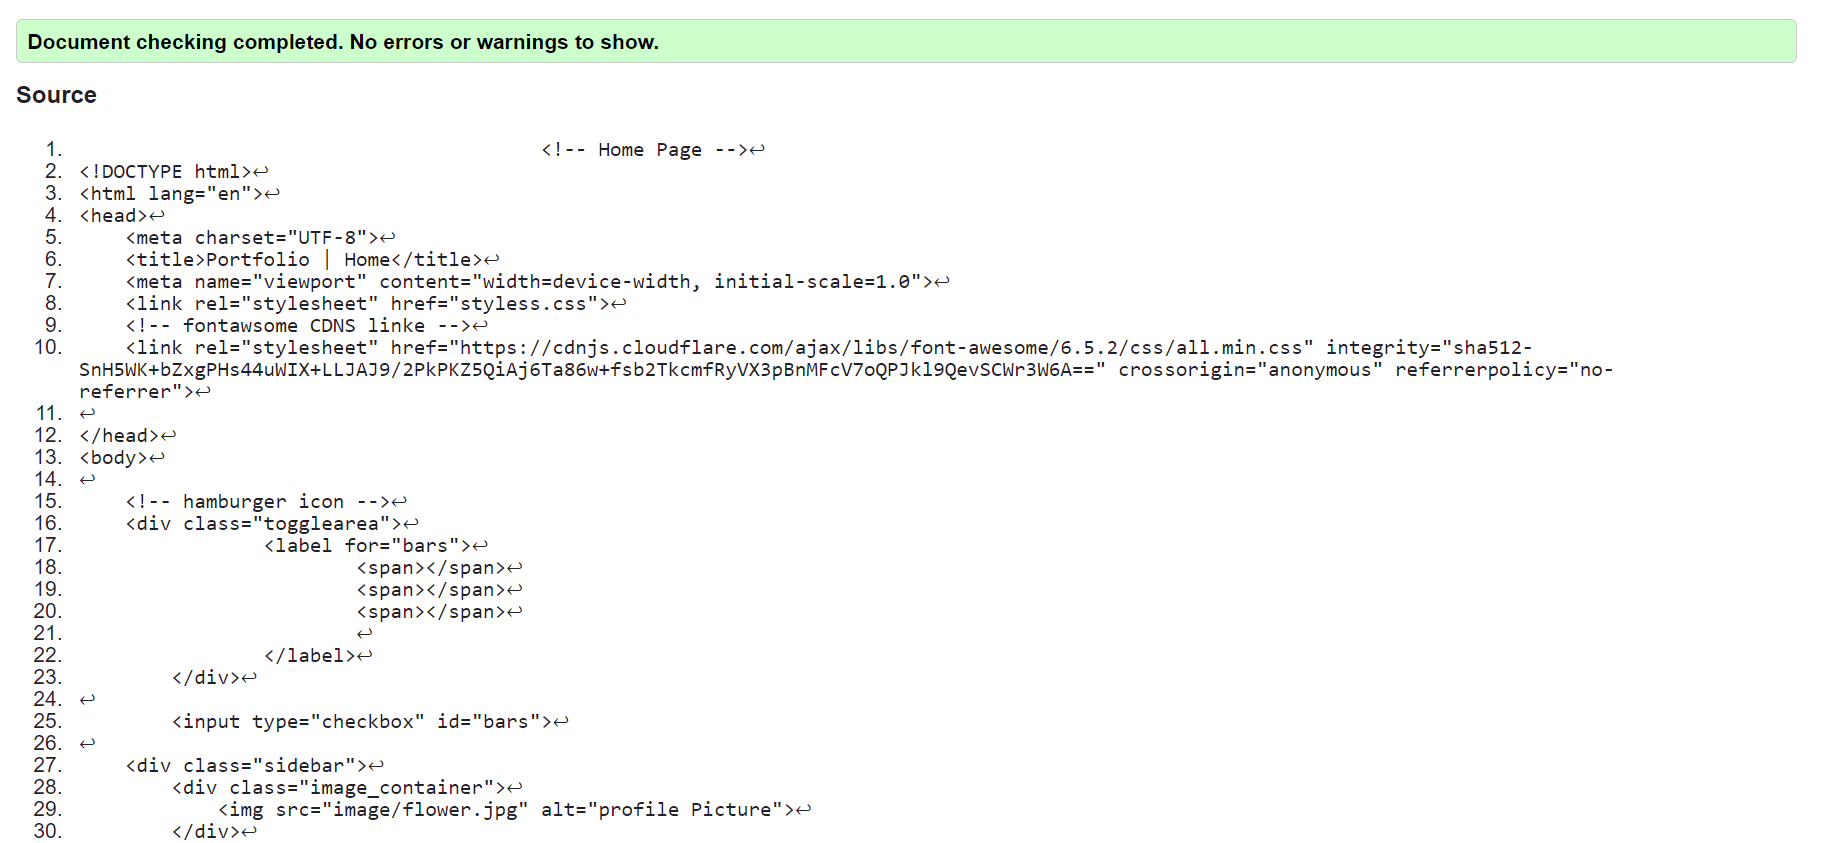 Document checking completed. No errors or warnings to show.
Source
1. <!-- Home Page -->↩
2. <!DOCTYPE html>↩
3. <html lang="en">↩
4. <head>↩
5. <meta charset="UTF-8">↩
6. <title>Portfolio | Home</title>↩
7. <meta name="viewport" content="width=device-width, initial-scale=1.0">↩
8. <link rel="stylesheet" href="styless.css">↩
9. <!-- fontawsome CDNS linke -->↩
10. <link rel="stylesheet" href="https://cdnjs.cloudflare.com/ajax/libs/font-awesome/6.5.2/css/all.min.css" integrity="sha512-
SnH5WK+bZxgPHs44uWIX+LLJAJ9/2PkPKZ5QiAj6Ta86w+fsb2TkcmfRyVX3pBnMFcV7oQPJkl9QevSCWr3W6A==" crossorigin="anonymous" referrerpolicy="no-
referrer">↩
11. ↩
12. </head>↩
13. <body>↩
14. ↩
15. <!-- hamburger icon -->↩
16. <div class="togglearea">↩
17. <label for="bars">↩
18. <span></span>↩
19. <span></span>↩
20. <span></span>↩
21. ↩
22. </label>↩
23. </div>↩
24. ↩
25. <input type="checkbox" id="bars">↩
26. ↩
27. <div class="sidebar">↩
28. <div class="image_container">↩
29. <img src="image/flower.jpg" alt="profile Picture">↩
30. </div>↩